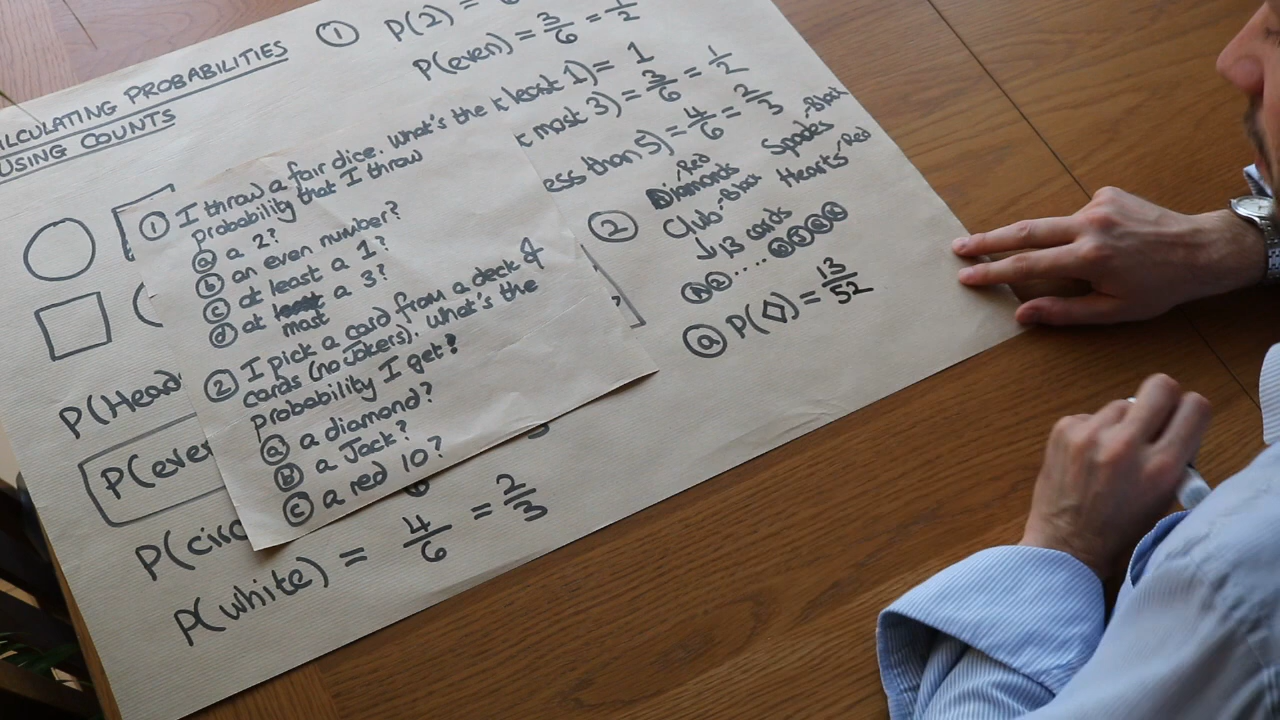 CALCULATING PROBABILITIES
USING COUNTS
① P(2) =
P(even) = 3/6 = 1/2
least 1) = 1
most 3) = 3/6 = 1/2
ess than 5) = 4/6 = 2/3
① I throw a fair dice. What's the
probability that I throw
ⓐ a 2?
ⓑ an even number?
ⓒ at least a 1?
ⓓ at least a 3?
most
② I pick a card from a deck of
cards (no Jokers). What's the
probability I get?
ⓐ a diamond?
ⓑ a Jack?
ⓒ a red 10?
② Diamonds - Red Spades - Black
Club - Black Hearts - Red
↓ 13 cards
Ⓐ ② .... ⑩ Ⓙ Ⓠ Ⓚ
ⓐ P(◇) = 13/52
P(Head
P(even
P(circ
P(white) = 4/6 = 2/3